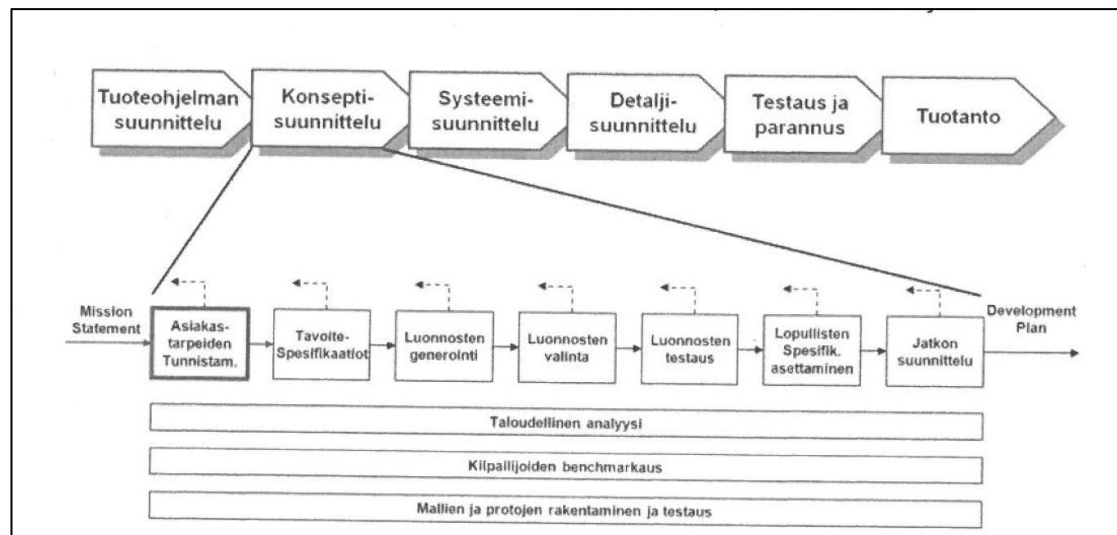 Tuoteohjelman
suunnittelu
Konsepti-
suunnittelu
Systeemi-
suunnittelu
Detalji-
suunnittelu
Testaus ja
parannus
Tuotanto
Mission
Statement
Asiakas-
tarpeiden
Tunnistam.
Tavoite-
Spesifikaatiot
Luonnosten
generointi
Luonnosten
valinta
Luonnosten
testaus
Lopullisten
Spesifik.
asettaminen
Jatkon
suunnittelu
Development
Plan
Taloudellinen analyysi
Kilpailijoiden benchmarkaus
Mallien ja protojen rakentaminen ja testaus